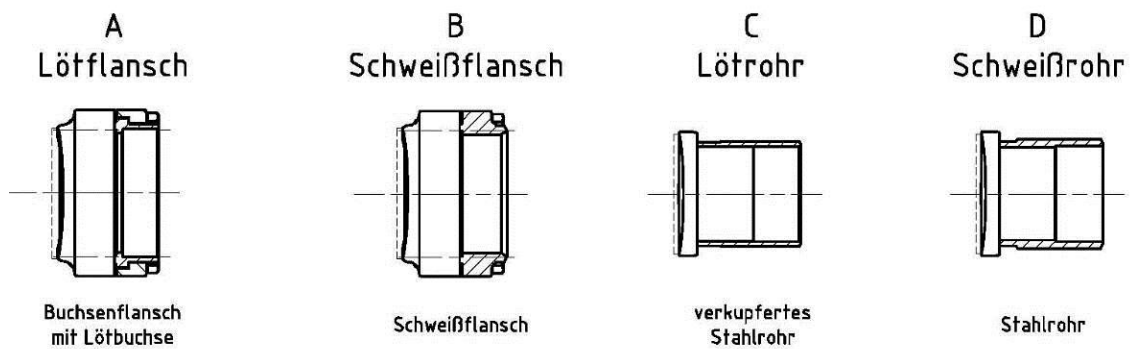 A
Lötflansch
B
Schweißflansch
C
Lötrohr
D
Schweißrohr
Buchsenflansch
mit Lötbuchse
Schweißflansch
verkupfertes
Stahlrohr
Stahlrohr